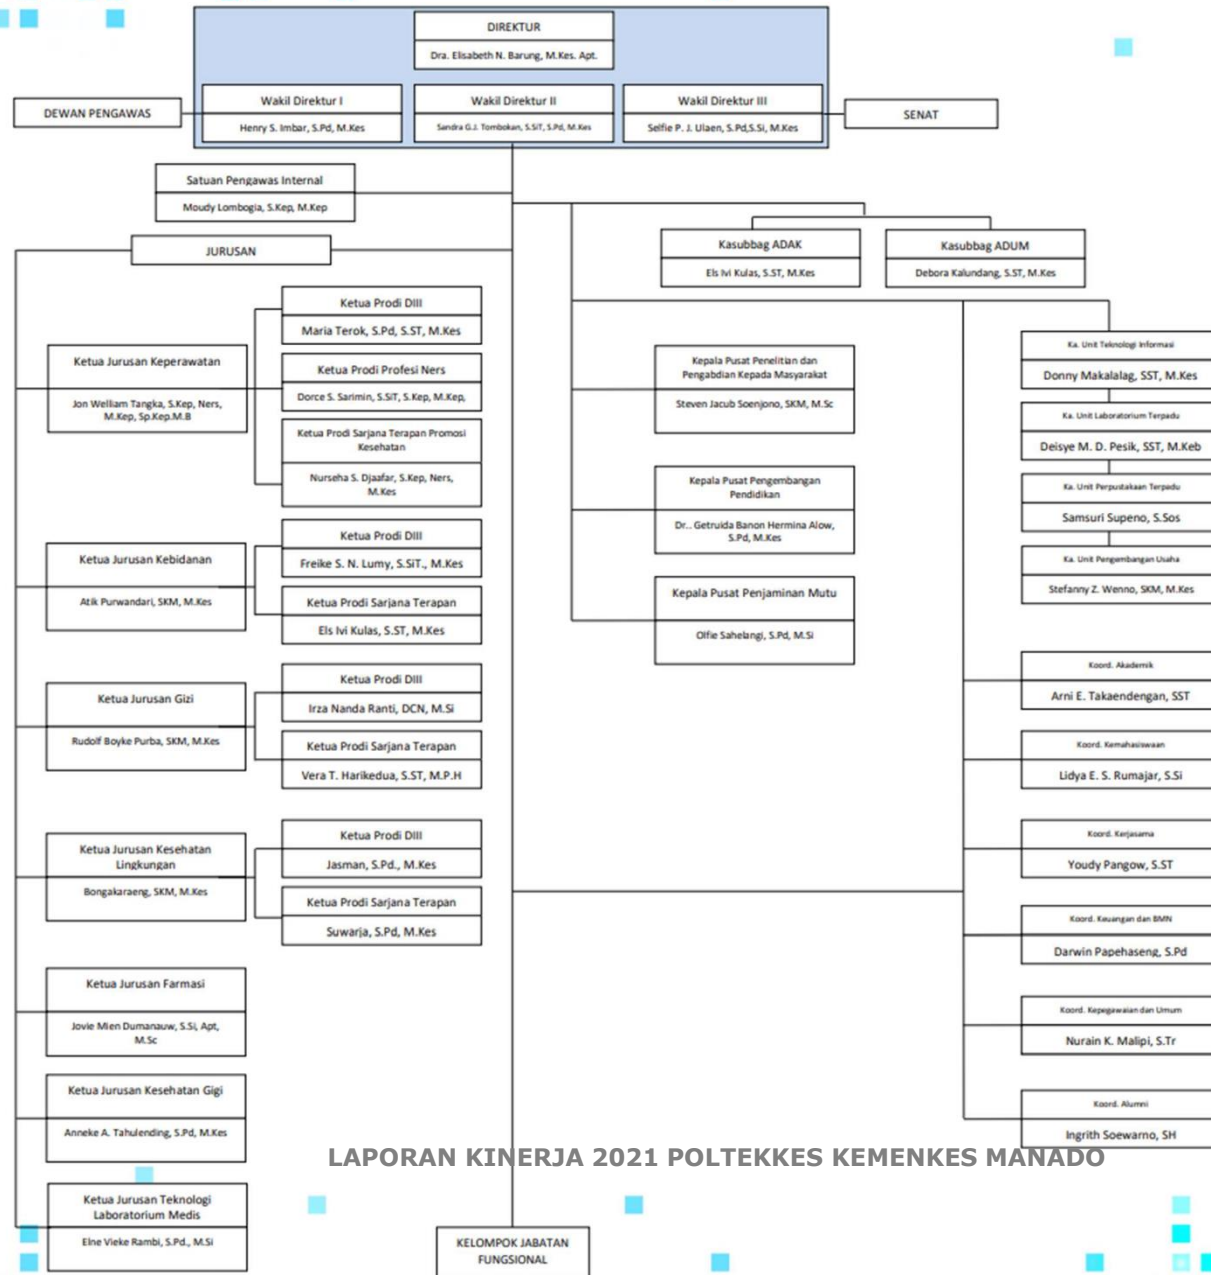 DIREKTUR
Dra. Elisabeth N. Barung, M.Kes. Apt.
Wakil Direktur I
Henry S. Imbar, S.Pd, M.Kes
Wakil Direktur II
Sandra G.J. Tombokan, S.SiT, S.Pd, M.Kes
Wakil Direktur III
Selfie P. J. Ulaen, S.Pd,S.Si, M.Kes
DEWAN PENGAWAS
SENAT
Satuan Pengawas Internal
Moudy Lombogia, S.Kep, M.Kep
JURUSAN
Kasubbag ADAK
Els Ivi Kulas, S.ST, M.Kes
Kasubbag ADUM
Debora Kalundang, S.ST, M.Kes
Ketua Jurusan Keperawatan
Jon Welliam Tangka, S.Kep, Ners,
M.Kep, Sp.Kep.M.B
Ketua Prodi DIII
Maria Terok, S.Pd, S.ST, M.Kes
Ketua Prodi Profesi Ners
Dorce S. Sarimin, S.SiT, S.Kep, M.Kep,
Ketua Prodi Sarjana Terapan Promosi
Kesehatan
Nurseha S. Djaafar, S.Kep, Ners,
M.Kes
Ketua Jurusan Kebidanan
Atik Purwandari, SKM, M.Kes
Ketua Prodi DIII
Freike S. N. Lumy, S.SiT., M.Kes
Ketua Prodi Sarjana Terapan
Els Ivi Kulas, S.ST, M.Kes
Ketua Jurusan Gizi
Rudolf Boyke Purba, SKM, M.Kes
Ketua Prodi DIII
Irza Nanda Ranti, DCN, M.Si
Ketua Prodi Sarjana Terapan
Vera T. Harikedua, S.ST, M.P.H
Ketua Jurusan Kesehatan
Lingkungan
Bongakaraeng, SKM, M.Kes
Ketua Prodi DIII
Jasman, S.Pd., M.Kes
Ketua Prodi Sarjana Terapan
Suwarja, S.Pd, M.Kes
Ketua Jurusan Farmasi
Jovie Mien Dumanauw, S.Si, Apt,
M.Sc
Ketua Jurusan Kesehatan Gigi
Anneke A. Tahulending, S.Pd, M.Kes
Ketua Jurusan Teknologi
Laboratorium Medis
Elne Vieke Rambi, S.Pd., M.Si
Kepala Pusat Penelitian dan
Pengabdian Kepada Masyarakat
Steven Jacub Soenjono, SKM, M.Sc
Kepala Pusat Pengembangan
Pendidikan
Dr.. Getruida Banon Hermina Alow,
S.Pd, M.Kes
Kepala Pusat Penjaminan Mutu
Olfie Sahelangi, S.Pd, M.Si
Ka. Unit Teknologi Informasi
Donny Makalalag, SST, M.Kes
Ka. Unit Laboratorium Terpadu
Deisye M. D. Pesik, SST, M.Keb
Ka. Unit Perpustakaan Terpadu
Samsuri Supeno, S.Sos
Ka. Unit Pengembangan Usaha
Stefanny Z. Wenno, SKM, M.Kes
Koord. Akademik
Arni E. Takaendengan, SST
Koord. Kemahasiswaan
Lidya E. S. Rumajar, S.Si
Koord. Kerjasama
Youdy Pangow, S.ST
Koord. Keuangan dan BMN
Darwin Papehaseng, S.Pd
Koord. Kepegawaian dan Umum
Nurain K. Malipi, S.Tr
Koord. Alumni
Ingrith Soewarno, SH
LAPORAN KINERJA 2021 POLTEKKES KEMENKES MANADO
KELOMPOK JABATAN
FUNGSIONAL